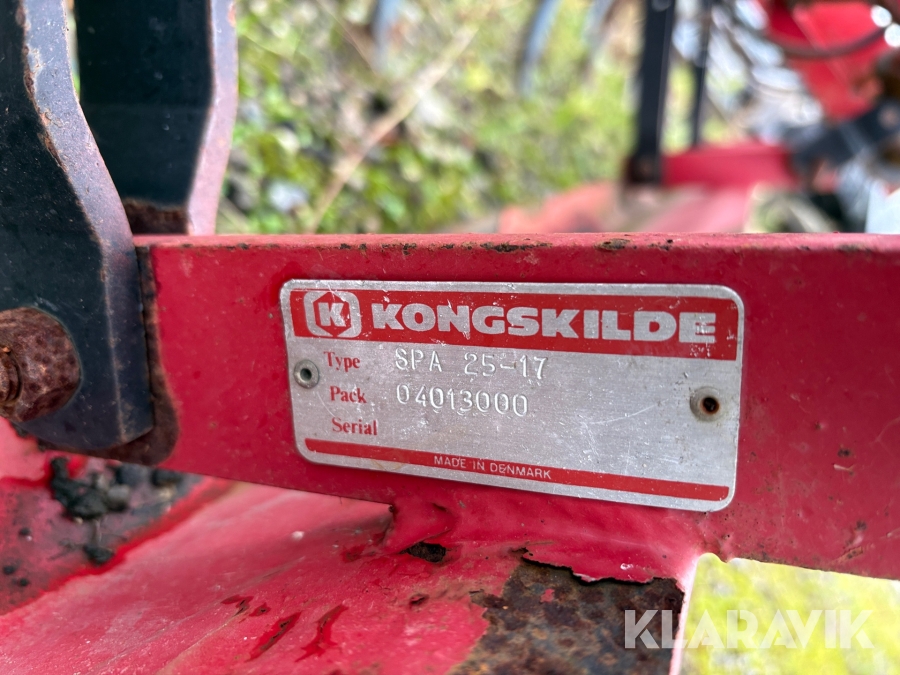 K KONGSKILDE
Type SPA 25-17
Pack 04013000
Serial
MADE IN DENMARK
KLARAVIK